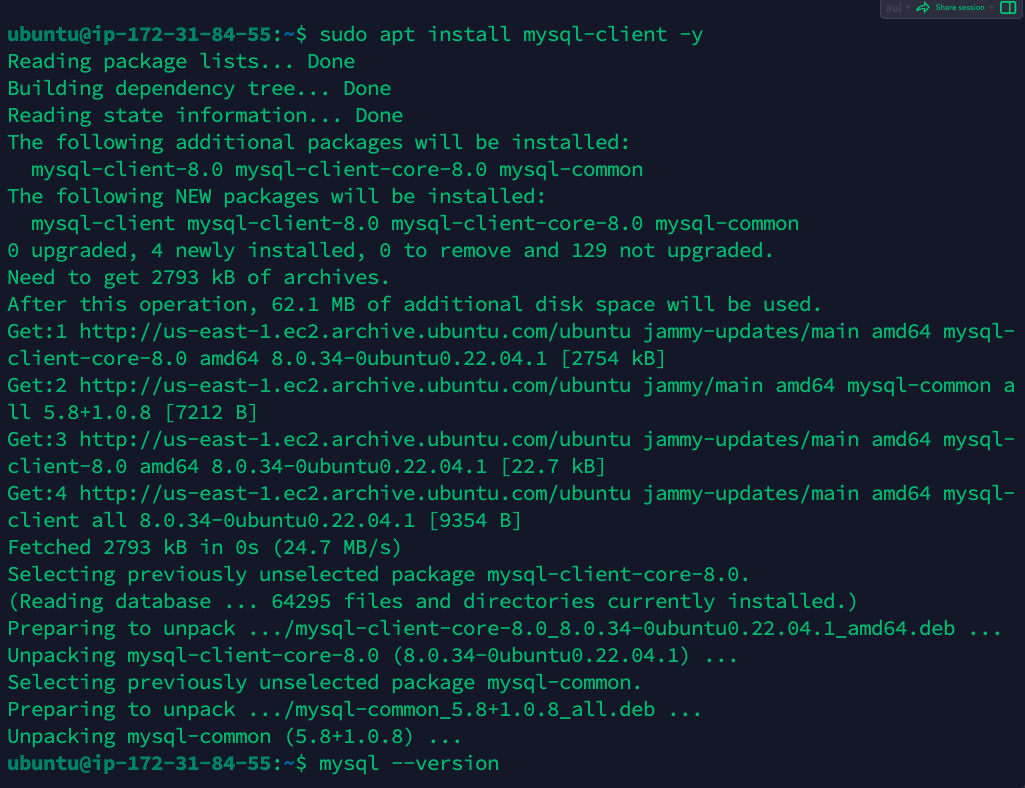 au| • Share session •
ubuntu@ip-172-31-84-55:~$ sudo apt install mysql-client -y
Reading package lists... Done
Building dependency tree... Done
Reading state information... Done
The following additional packages will be installed:
  mysql-client-8.0 mysql-client-core-8.0 mysql-common
The following NEW packages will be installed:
  mysql-client mysql-client-8.0 mysql-client-core-8.0 mysql-common
0 upgraded, 4 newly installed, 0 to remove and 129 not upgraded.
Need to get 2793 kB of archives.
After this operation, 62.1 MB of additional disk space will be used.
Get:1 http://us-east-1.ec2.archive.ubuntu.com/ubuntu jammy-updates/main amd64 mysql-
client-core-8.0 amd64 8.0.34-0ubuntu0.22.04.1 [2754 kB]
Get:2 http://us-east-1.ec2.archive.ubuntu.com/ubuntu jammy/main amd64 mysql-common a
ll 5.8+1.0.8 [7212 B]
Get:3 http://us-east-1.ec2.archive.ubuntu.com/ubuntu jammy-updates/main amd64 mysql-
client-8.0 amd64 8.0.34-0ubuntu0.22.04.1 [22.7 kB]
Get:4 http://us-east-1.ec2.archive.ubuntu.com/ubuntu jammy-updates/main amd64 mysql-
client all 8.0.34-0ubuntu0.22.04.1 [9354 B]
Fetched 2793 kB in 0s (24.7 MB/s)
Selecting previously unselected package mysql-client-core-8.0.
(Reading database ... 64295 files and directories currently installed.)
Preparing to unpack .../mysql-client-core-8.0_8.0.34-0ubuntu0.22.04.1_amd64.deb ...
Unpacking mysql-client-core-8.0 (8.0.34-0ubuntu0.22.04.1) ...
Selecting previously unselected package mysql-common.
Preparing to unpack .../mysql-common_5.8+1.0.8_all.deb ...
Unpacking mysql-common (5.8+1.0.8) ...
ubuntu@ip-172-31-84-55:~$ mysql --version